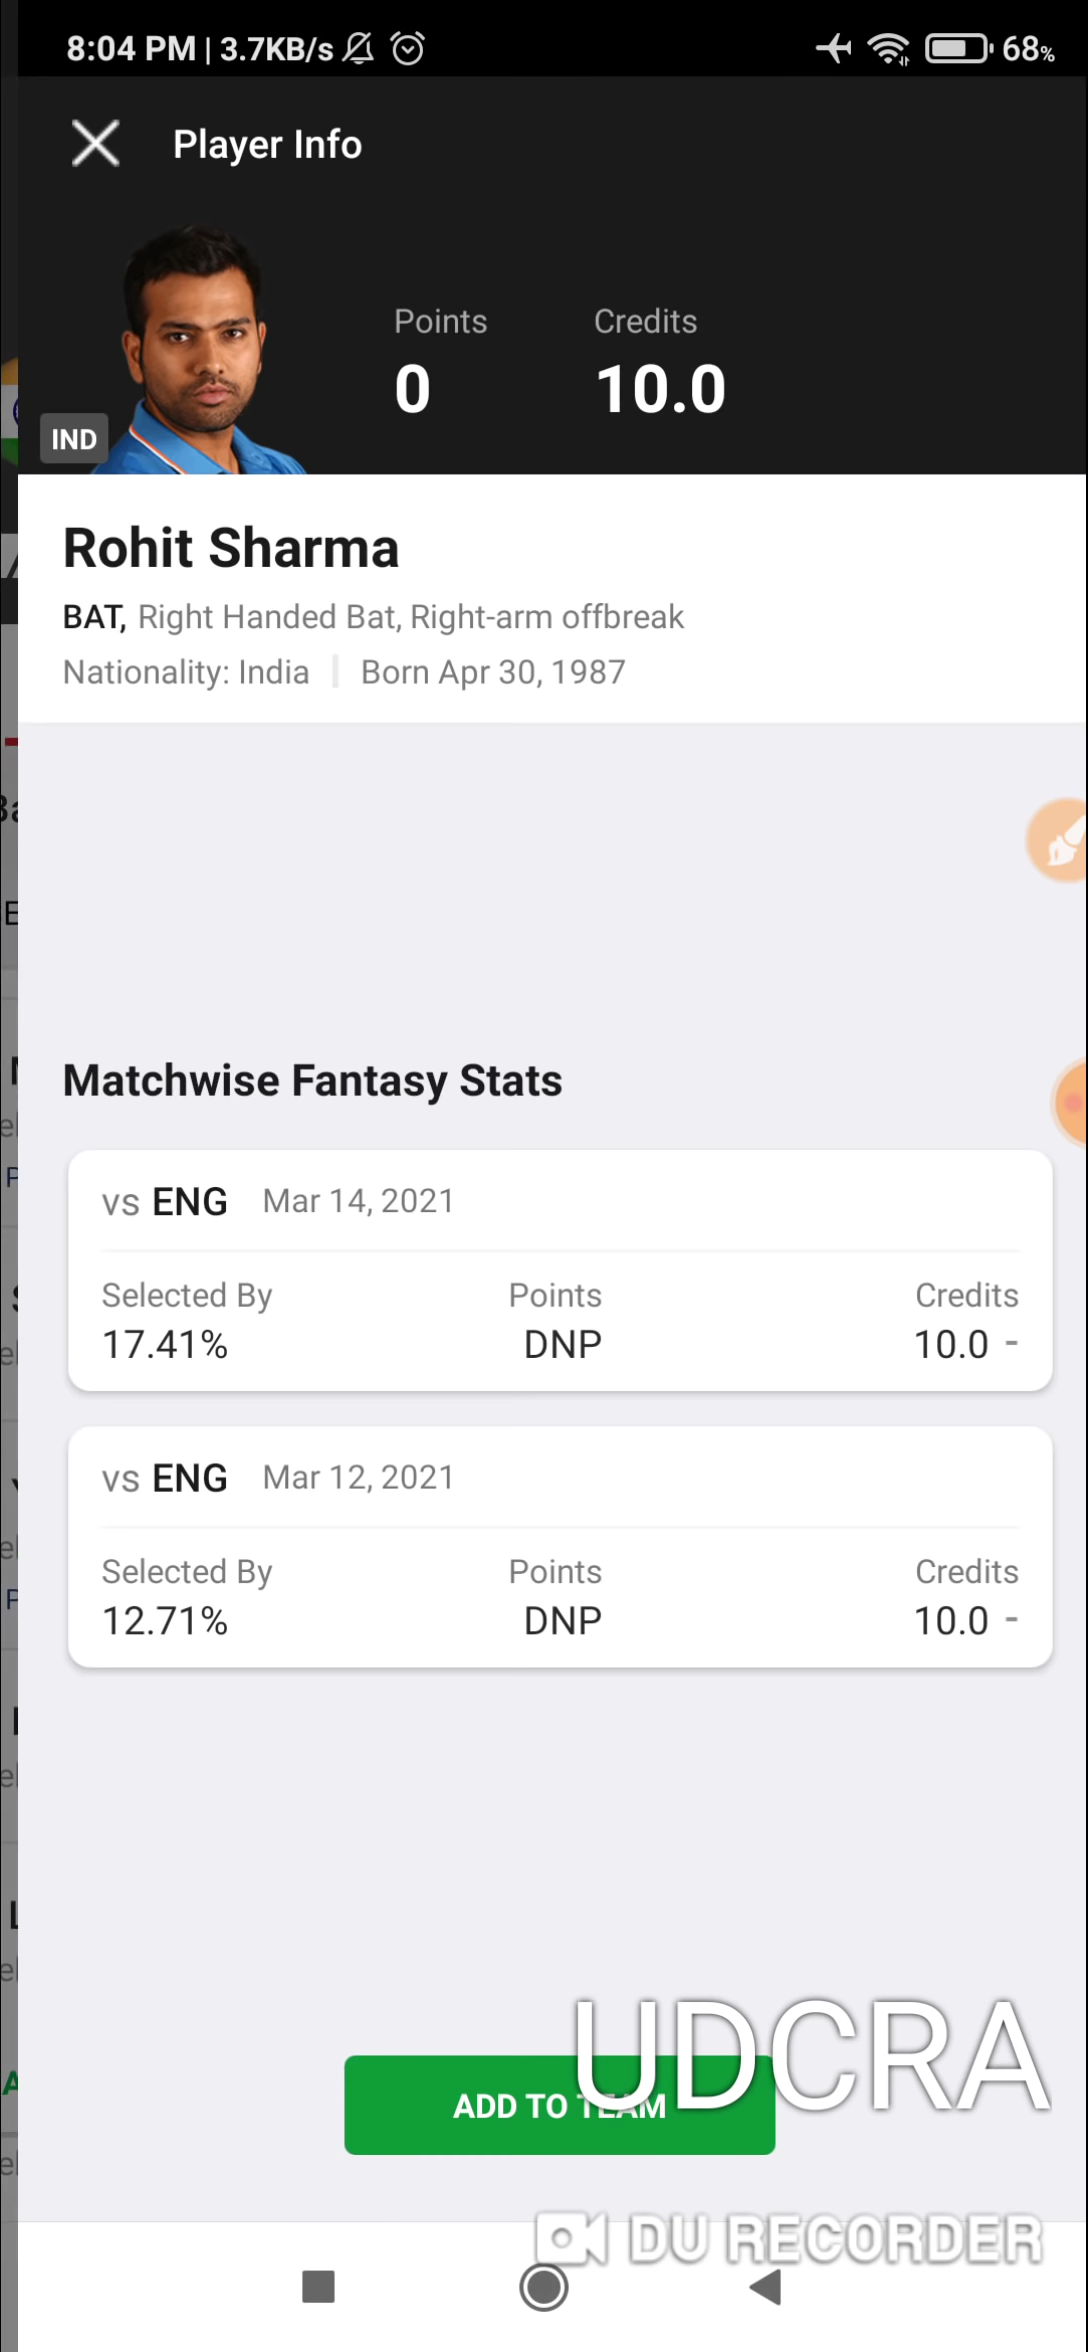 8:04 PM | 3.7KB/s 68%
Player Info
Points Credits
0 10.0
IND
Rohit Sharma
BAT, Right Handed Bat, Right-arm offbreak
Nationality: India | Born Apr 30, 1987
Matchwise Fantasy Stats
vs ENG Mar 14, 2021
Selected By Points Credits
17.41% DNP 10.0 -
vs ENG Mar 12, 2021
Selected By Points Credits
12.71% DNP 10.0 -
UDCRA
ADD TO TEAM
DU RECORDER